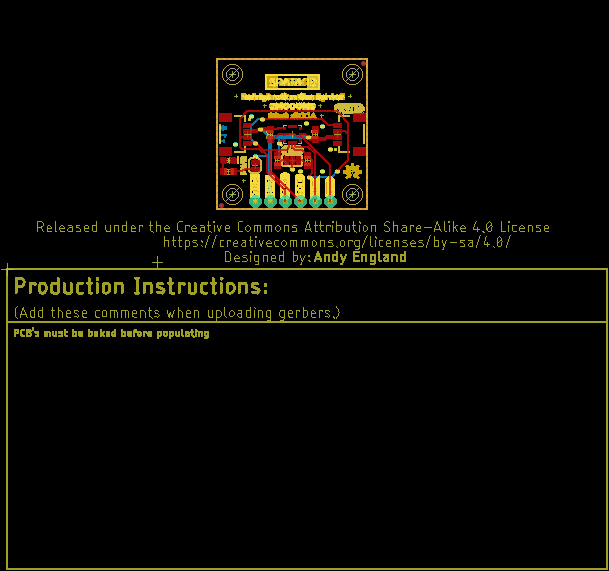 Released under the Creative Commons Attribution Share-Alike 4.0 License
https://creativecommons.org/licenses/by-sa/4.0/
Designed by: Andy England
Production Instructions:
(Add these comments when uploading gerbers.)
PCB's must be baked before populating